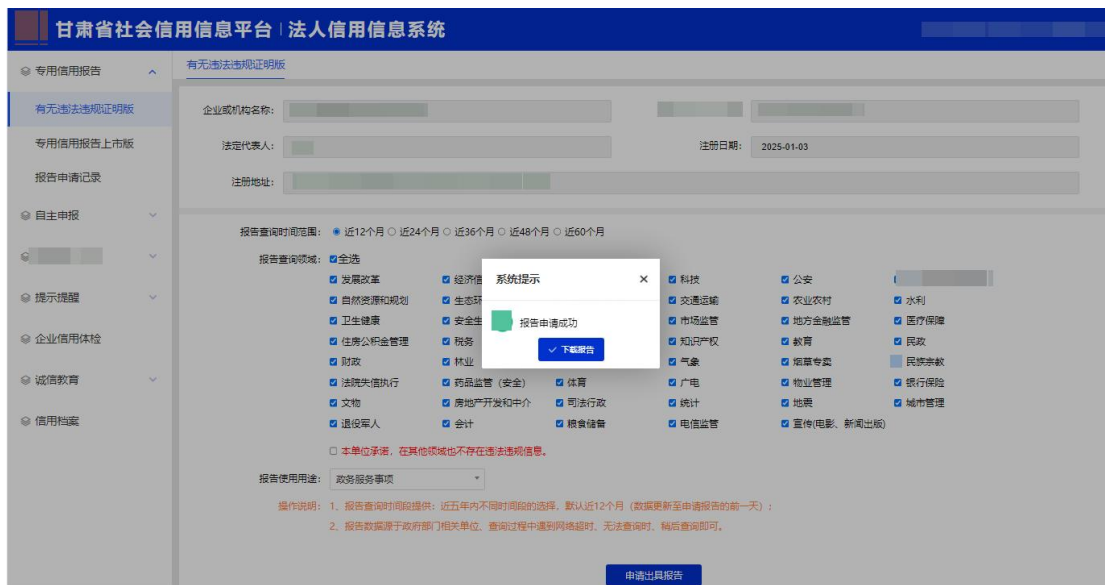 甘肃省社会信用信息平台 | 法人信用信息系统
专用信用报告
有无违法违规证明版
有无违法违规证明版
企业或机构名称:
专用信用报告上市版
法定代表人:
注册日期: 2025-01-03
报告申请记录
注册地址:
自主申报
报告查询时间范围: 近12个月 近24个月 近36个月 近48个月 近60个月
报告查询领域: 全选
系统提示 ×
发展改革 科技 公安
提示提醒
自然资源和规划 交通运输 农业农村 水利
报告申请成功
卫生健康 市场监管 地方金融监管 医疗保障
企业信用体检
住房公积金管理 税务 知识产权 教育 民政
下载报告
财政 林业 气象 烟草专卖 民族宗教
诚信教育
法院失信执行 药品监管（安全） 体育 广电 物业管理 银行保险
文物 房地产开发和中介 司法行政 统计 地震 城市管理
信用档案
退役军人 会计 粮食储备 电信监管 宣传(电影、新闻出版)
本单位承诺，在其他领域也不存在违法违规信息。
报告使用用途: 政务服务事项
操作说明: 1、报告查询时间段提供：近五年内不同时间段的选择，默认近12个月（数据更新至申请报告的前一天）；
2、报告数据源于政府部门相关单位、查询过程中遇到网络超时、无法查询时、稍后查询即可。
申请出具报告